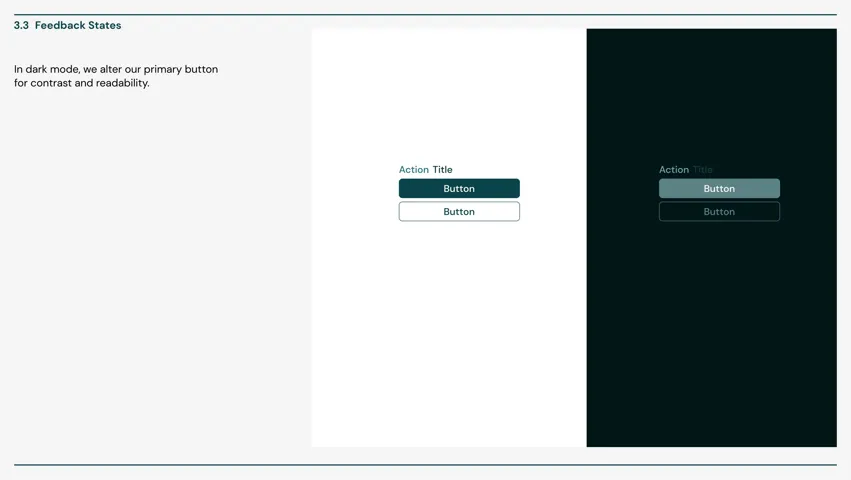 3.3 Feedback States
In dark mode, we alter our primary button
for contrast and readability.
Action Title
Button
Button
Action Title
Button
Button